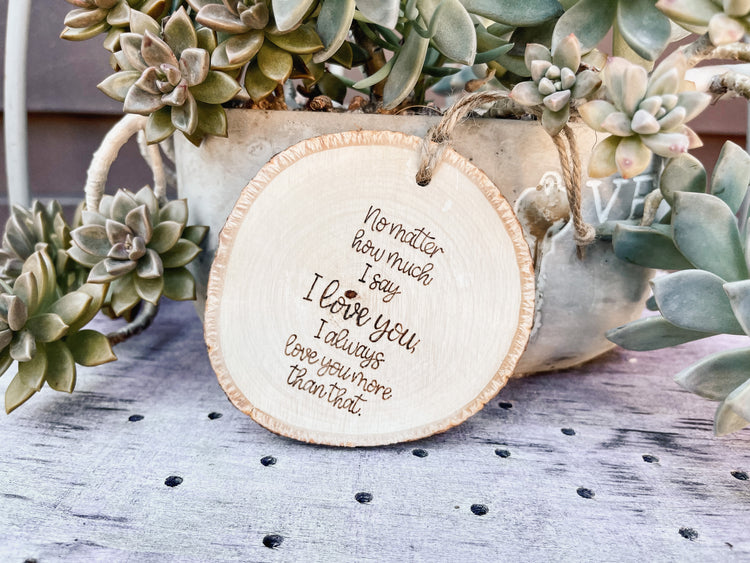 No matter
how much
I say
I love you,
I always
love you more
than that.